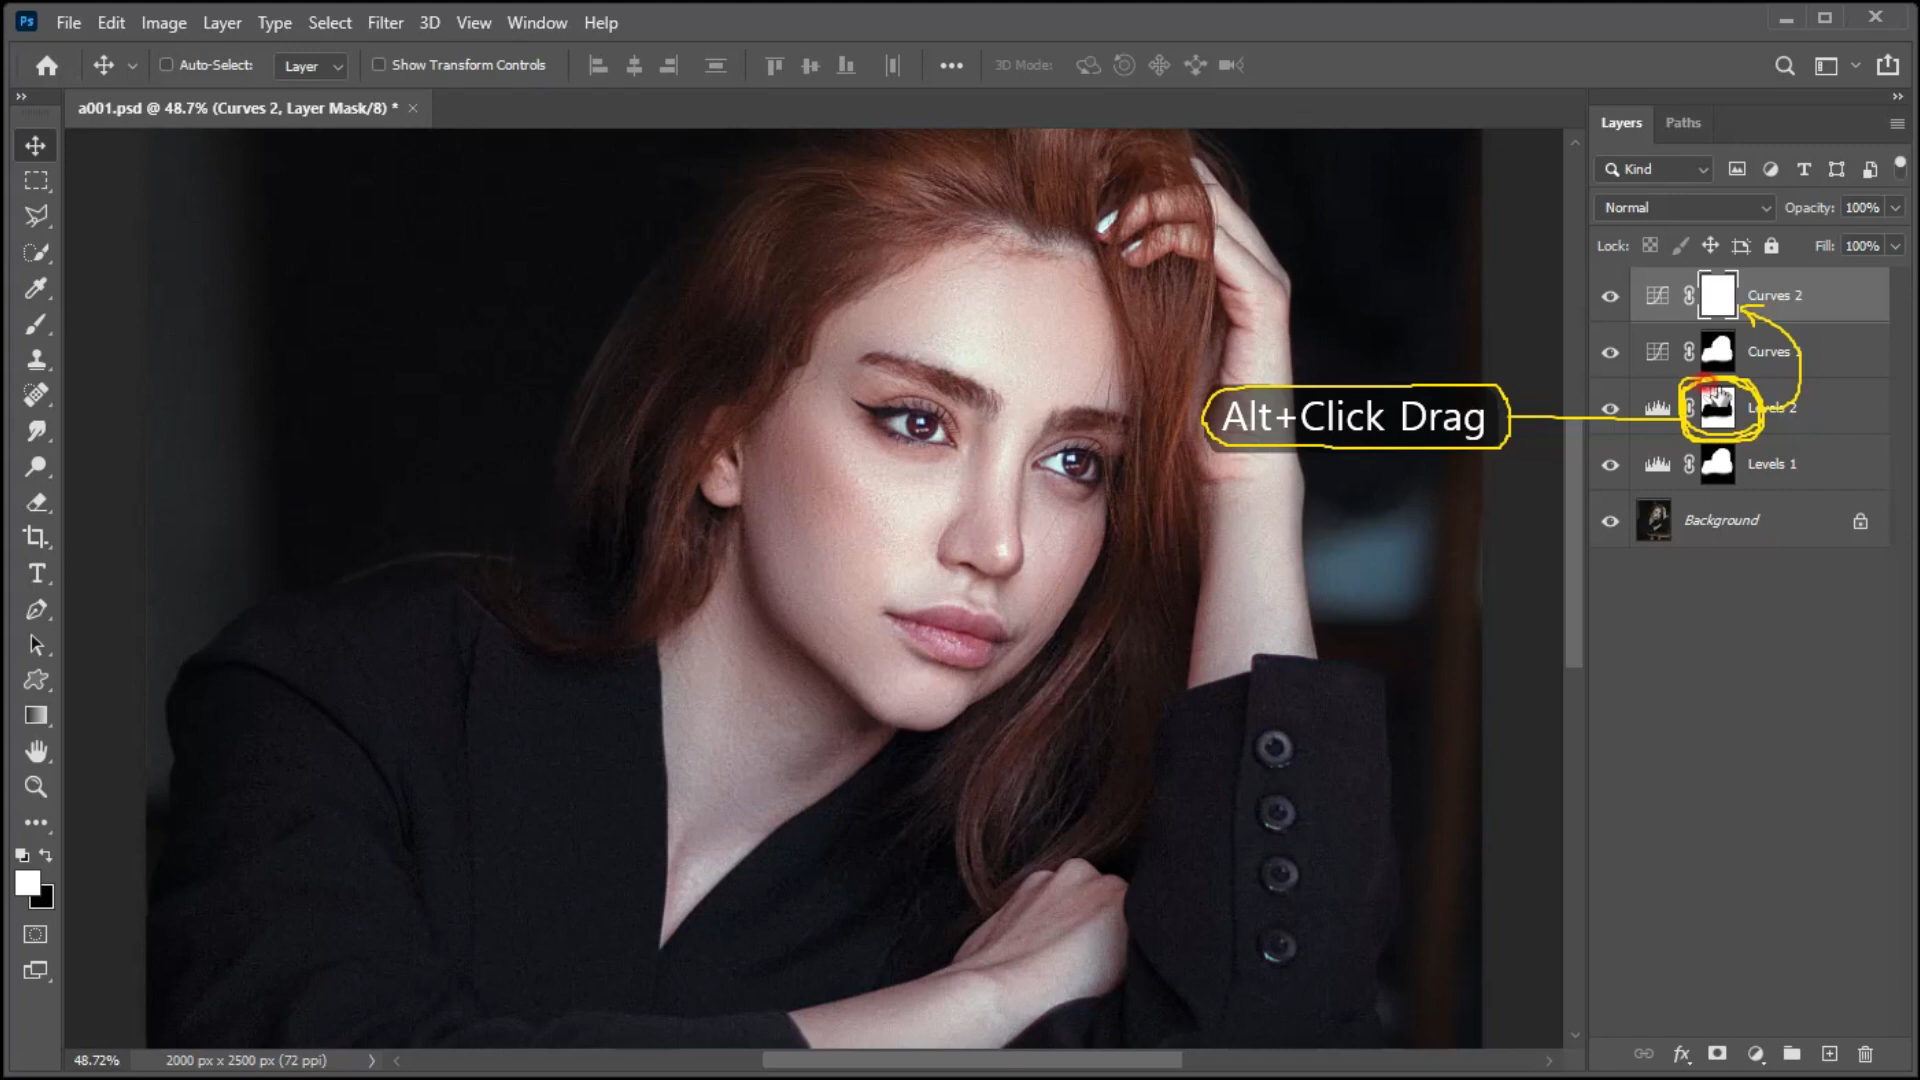 Ps File Edit Image Layer Type Select Filter 3D View Window Help
Auto-Select: Layer Show Transform Controls 3D Mode:
a001.psd @ 48.7% (Curves 2, Layer Mask/8) *
Layers Paths
Kind
Normal Opacity: 100%
Lock: Fill: 100%
Curves 2
Curves
Alt+Click Drag
Levels 2
Levels 1
Background
48.72% 2000 px x 2500 px (72 ppi)